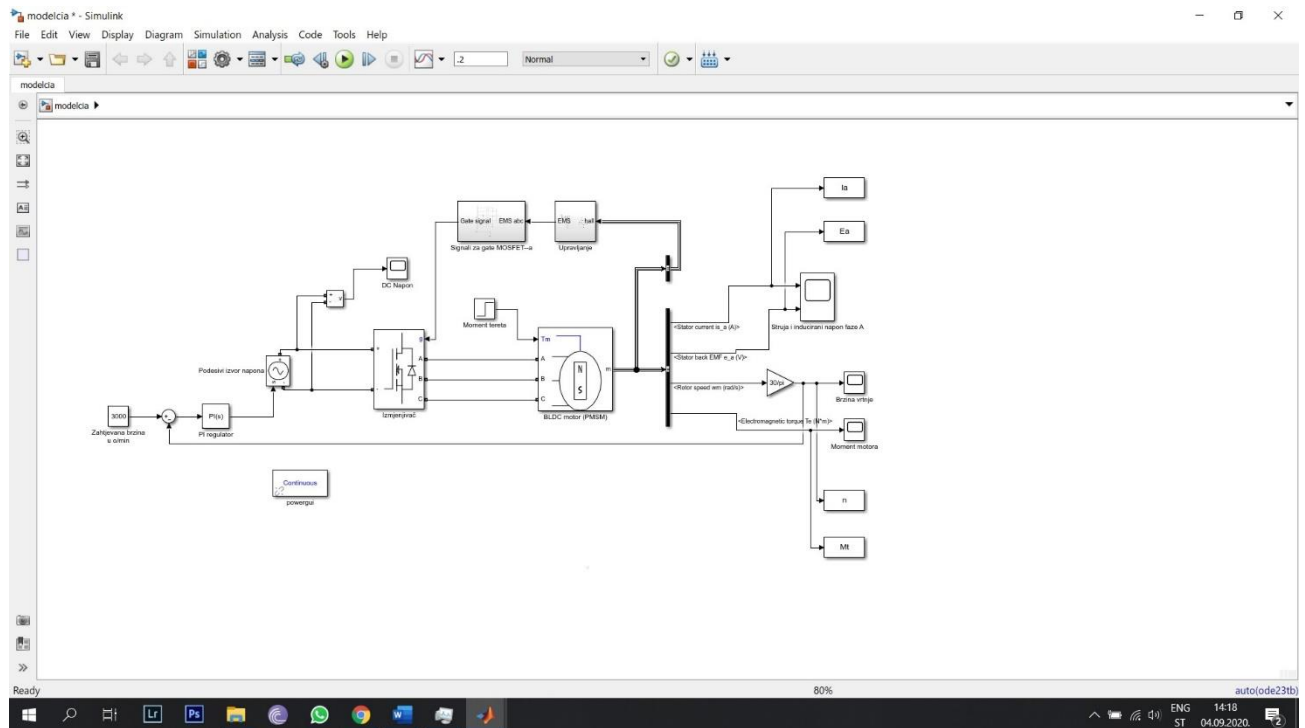 modelcia * - Simulink
File Edit View Display Diagram Simulation Analysis Code Tools Help
.2
Normal
modelcia
modelcia
Ia
Ea
Gate signal EMS abc
EMS hall
Signali za gate MOSFET--a
Upravljanje
DC Napon
v
Moment tereta
<Stator current is_a (A)>
Struja i inducirani napon faze A
g
Tm
A
A
<Stator back EMF e_a (V)>
N
S
m
Podesivi izvor napona
B
B
<Rotor speed wm (rad/s)>
30/pi
C
C
Brzina vrtnje
Izmjenjivač
BLDC motor (PMSM)
3000
PI(s)
<Electromagnetic torque Te (N*m)>
Zahtjevana brzina
u o/min
PI regulator
Moment motora
Continuous
powergui
n
Mt
Ready
80%
auto(ode23tb)
Lr
Ps
ENG
ST
14:18
04.09.2020.
2